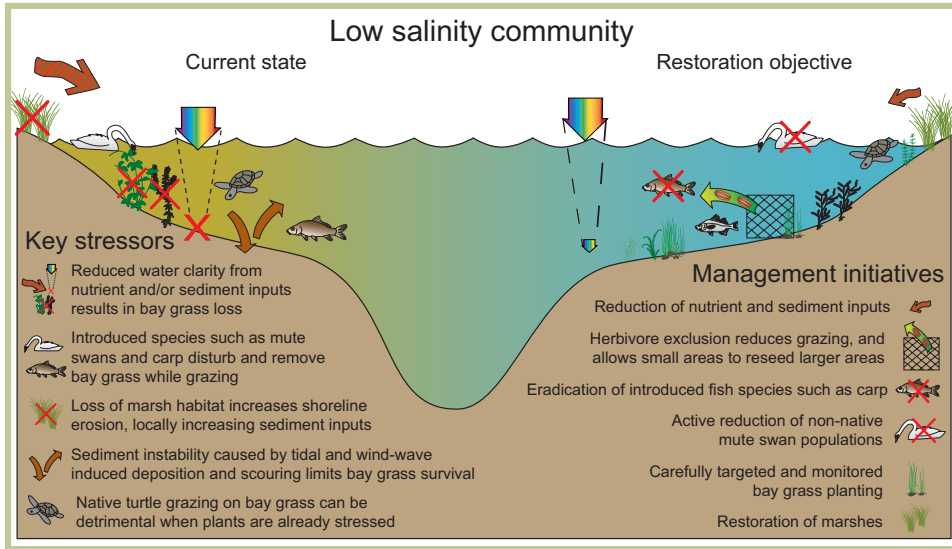 Low salinity community
Current state
Restoration objective
Key stressors
Reduced water clarity from
nutrient and/or sediment inputs
results in bay grass loss
Introduced species such as mute
swans and carp disturb and remove
bay grass while grazing
Loss of marsh habitat increases shoreline
erosion, locally increasing sediment inputs
Sediment instability caused by tidal and wind-wave
induced deposition and scouring limits bay grass survival
Native turtle grazing on bay grass can be
detrimental when plants are already stressed
Management initiatives
Reduction of nutrient and sediment inputs
Herbivore exclusion reduces grazing, and
allows small areas to reseed larger areas
Eradication of introduced fish species such as carp
Active reduction of non-native
mute swan populations
Carefully targeted and monitored
bay grass planting
Restoration of marshes